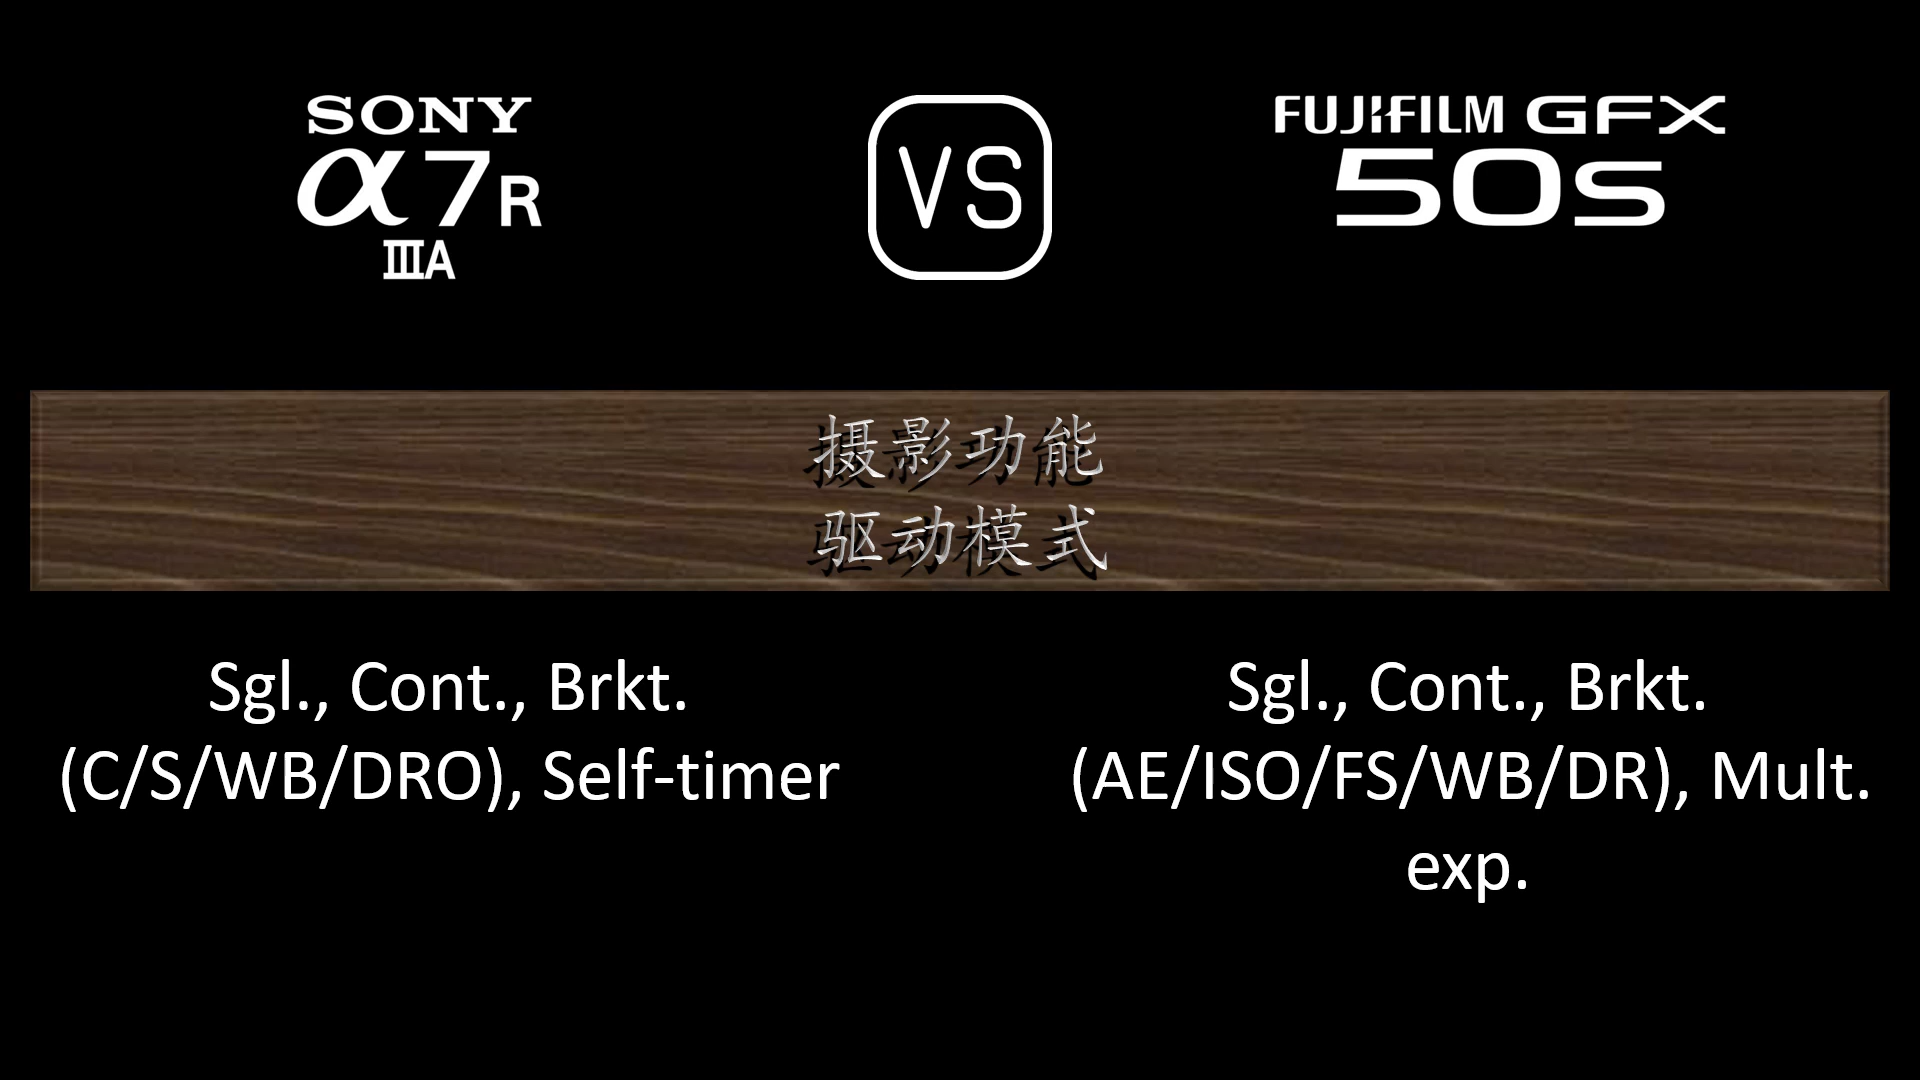 SONY
α7R
IIIA
VS
FUJIFILM GFX
50S
摄影功能
驱动模式
Sgl., Cont., Brkt.
(C/S/WB/DRO), Self-timer
Sgl., Cont., Brkt.
(AE/ISO/FS/WB/DR), Mult.
exp.